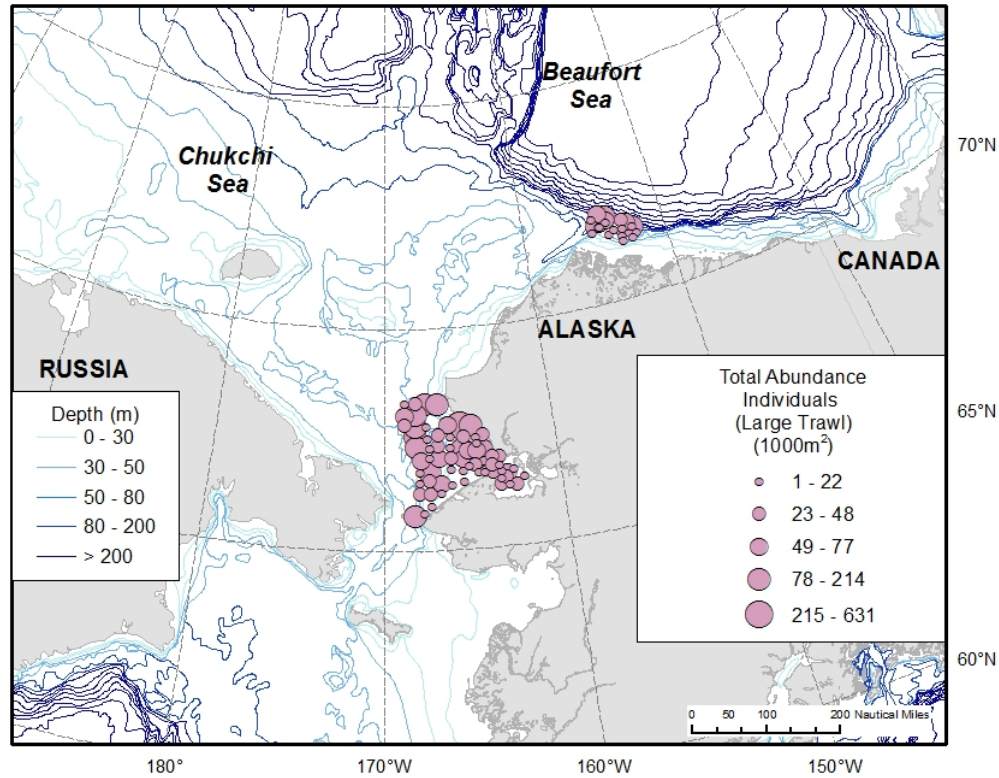 Beaufort
Sea
Chukchi
Sea
70°N
CANADA
ALASKA
RUSSIA
Depth (m)
0 - 30
30 - 50
50 - 80
80 - 200
> 200
Total Abundance
Individuals
(Large Trawl)
(1000m²)
1 - 22
23 - 48
49 - 77
78 - 214
215 - 631
65°N
60°N
0 50 100 200 Nautical Miles
180° 170°W 160°W 150°W